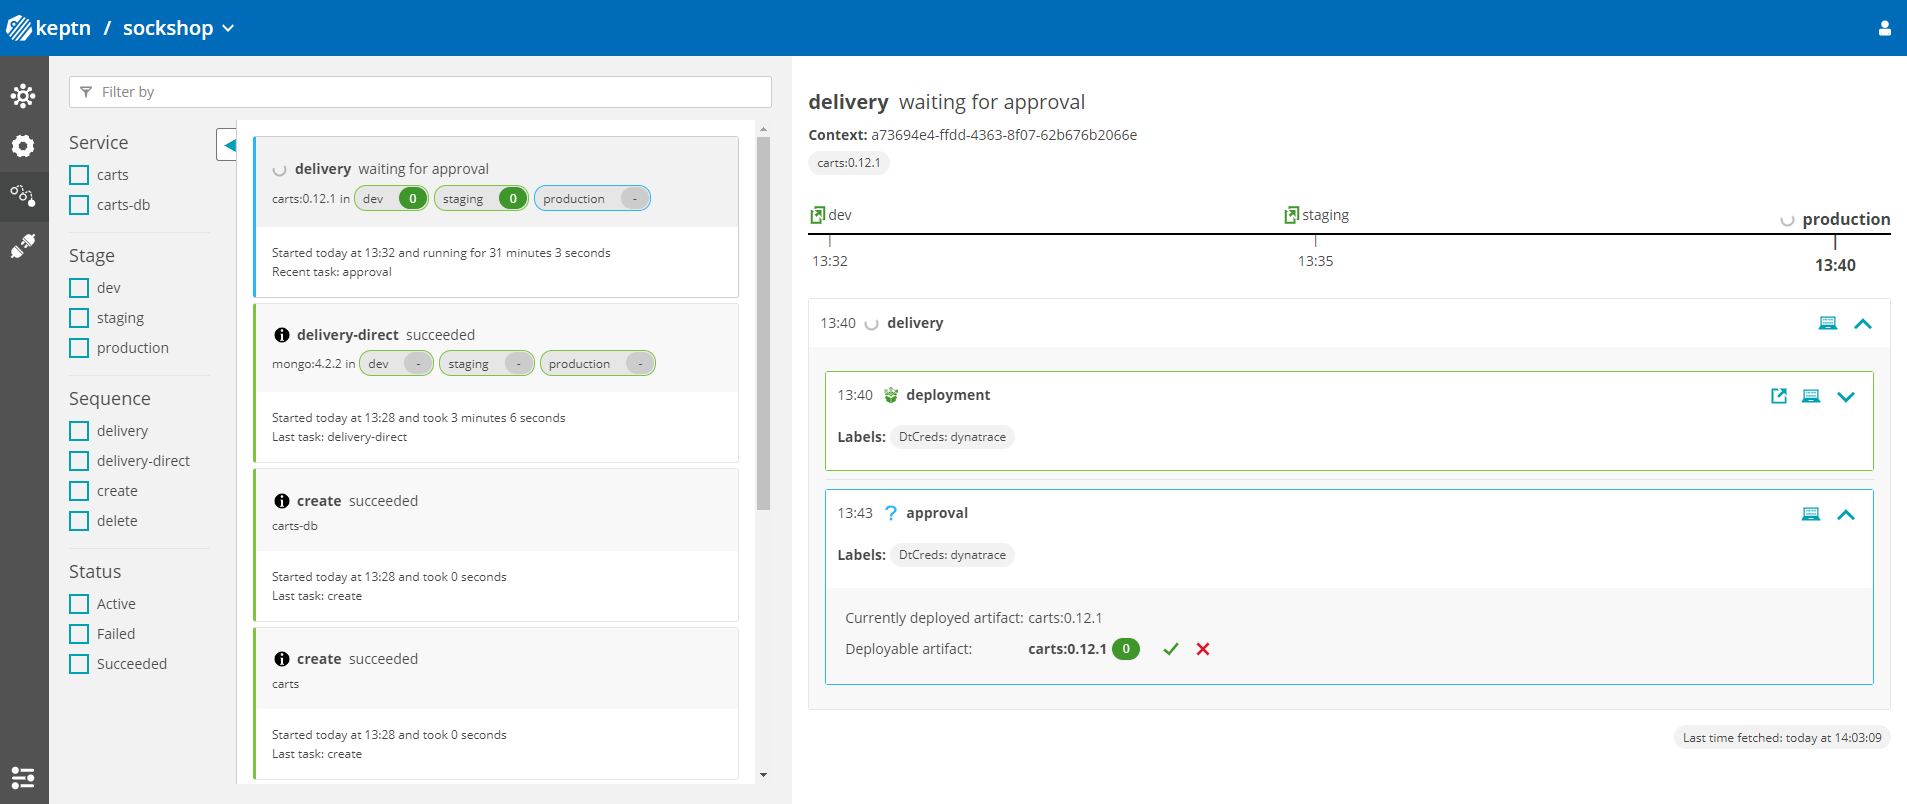 keptn / sockshop
Filter by
Service
carts
carts-db
Stage
dev
staging
production
Sequence
delivery
delivery-direct
create
delete
Status
Active
Failed
Succeeded
delivery waiting for approval
carts:0.12.1 in dev 0 staging 0 production -
Started today at 13:32 and running for 31 minutes 3 seconds
Recent task: approval
delivery-direct succeeded
mongo:4.2.2 in dev - staging - production -
Started today at 13:28 and took 3 minutes 6 seconds
Last task: delivery-direct
create succeeded
carts-db
Started today at 13:28 and took 0 seconds
Last task: create
create succeeded
carts
Started today at 13:28 and took 0 seconds
Last task: create
delivery waiting for approval
Context: a73694e4-ffdd-4363-8f07-62b676b2066e
carts:0.12.1
dev staging production
13:32 13:35 13:40
13:40 delivery
13:40 deployment
Labels: DtCreds: dynatrace
13:43 ? approval
Labels: DtCreds: dynatrace
Currently deployed artifact: carts:0.12.1
Deployable artifact: carts:0.12.1 0
Last time fetched: today at 14:03:09